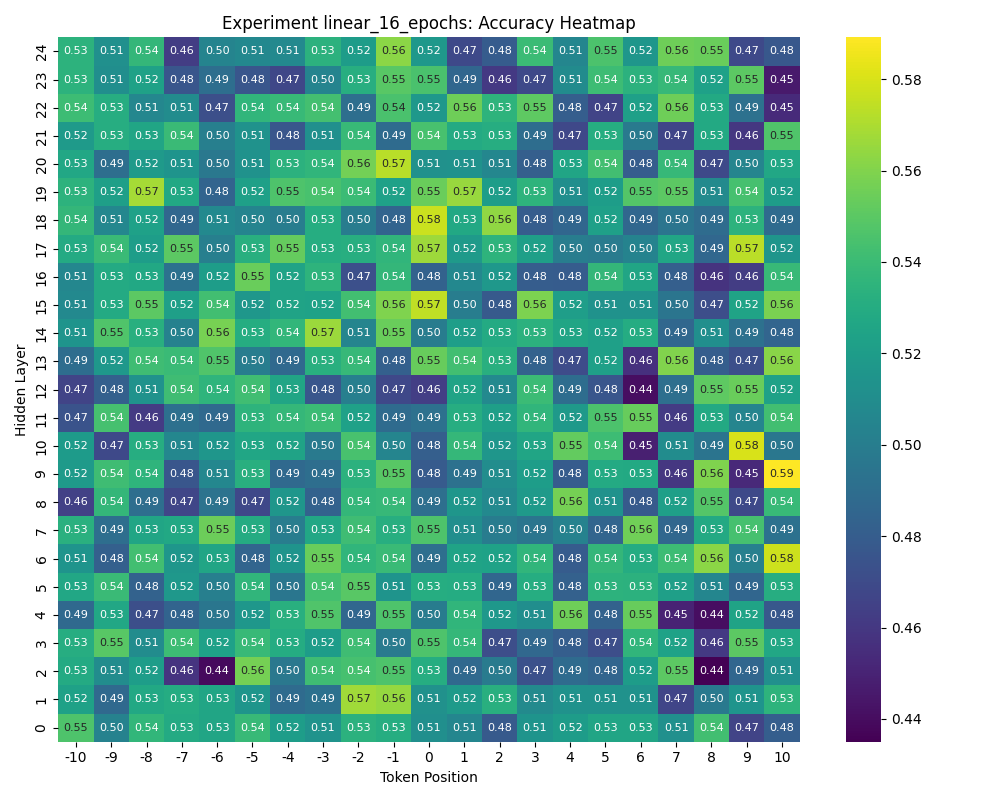 Experiment linear_16_epochs: Accuracy Heatmap
24 0.53 0.51 0.54 0.46 0.50 0.51 0.51 0.53 0.52 0.56 0.52 0.47 0.48 0.54 0.51 0.55 0.52 0.56 0.55 0.47 0.48
23 0.53 0.51 0.52 0.48 0.49 0.48 0.47 0.50 0.53 0.55 0.55 0.49 0.46 0.47 0.51 0.54 0.53 0.54 0.52 0.55 0.45
22 0.54 0.53 0.51 0.51 0.47 0.54 0.54 0.54 0.49 0.54 0.52 0.56 0.53 0.55 0.48 0.47 0.52 0.56 0.53 0.49 0.45
21 0.52 0.53 0.53 0.54 0.50 0.51 0.48 0.51 0.54 0.49 0.54 0.53 0.53 0.49 0.47 0.53 0.50 0.47 0.53 0.46 0.55
20 0.53 0.49 0.52 0.51 0.50 0.51 0.53 0.54 0.56 0.57 0.51 0.51 0.51 0.48 0.53 0.54 0.48 0.54 0.47 0.50 0.53
19 0.53 0.52 0.57 0.53 0.48 0.52 0.55 0.54 0.54 0.52 0.55 0.57 0.52 0.53 0.51 0.52 0.55 0.55 0.51 0.54 0.52
18 0.54 0.51 0.52 0.49 0.51 0.50 0.50 0.53 0.50 0.48 0.58 0.53 0.56 0.48 0.49 0.52 0.49 0.50 0.49 0.53 0.49
17 0.53 0.54 0.52 0.55 0.50 0.53 0.55 0.53 0.53 0.54 0.57 0.52 0.53 0.52 0.50 0.50 0.50 0.53 0.49 0.57 0.52
16 0.51 0.53 0.53 0.49 0.52 0.55 0.52 0.53 0.47 0.54 0.48 0.51 0.52 0.48 0.48 0.54 0.53 0.48 0.46 0.46 0.54
15 0.51 0.53 0.55 0.52 0.54 0.52 0.52 0.52 0.54 0.56 0.57 0.50 0.48 0.56 0.52 0.51 0.51 0.50 0.47 0.52 0.56
14 0.51 0.55 0.53 0.50 0.56 0.53 0.54 0.57 0.51 0.55 0.50 0.52 0.53 0.53 0.53 0.52 0.53 0.49 0.51 0.49 0.48
13 0.49 0.52 0.54 0.54 0.55 0.50 0.49 0.53 0.54 0.48 0.55 0.54 0.53 0.48 0.47 0.52 0.46 0.56 0.48 0.47 0.56
12 0.47 0.48 0.51 0.54 0.54 0.54 0.53 0.48 0.50 0.47 0.46 0.52 0.51 0.54 0.49 0.48 0.44 0.49 0.55 0.55 0.52
11 0.47 0.54 0.46 0.49 0.49 0.53 0.54 0.54 0.52 0.49 0.49 0.53 0.52 0.54 0.52 0.55 0.55 0.46 0.53 0.50 0.54
10 0.52 0.47 0.53 0.51 0.52 0.53 0.52 0.50 0.54 0.50 0.48 0.54 0.52 0.53 0.55 0.54 0.45 0.51 0.49 0.58 0.50
9 0.52 0.54 0.54 0.48 0.51 0.53 0.49 0.49 0.53 0.55 0.48 0.49 0.51 0.52 0.48 0.53 0.53 0.46 0.56 0.45 0.59
8 0.46 0.54 0.49 0.47 0.49 0.47 0.52 0.48 0.54 0.54 0.49 0.52 0.51 0.52 0.56 0.51 0.48 0.52 0.55 0.47 0.54
7 0.53 0.49 0.53 0.53 0.55 0.53 0.50 0.53 0.54 0.53 0.55 0.51 0.50 0.49 0.50 0.48 0.56 0.49 0.53 0.54 0.49
6 0.51 0.48 0.54 0.52 0.53 0.48 0.52 0.55 0.54 0.54 0.49 0.52 0.52 0.54 0.48 0.54 0.53 0.54 0.56 0.50 0.58
5 0.53 0.54 0.48 0.52 0.50 0.54 0.50 0.54 0.55 0.51 0.53 0.53 0.49 0.53 0.48 0.53 0.53 0.52 0.51 0.49 0.53
4 0.49 0.53 0.47 0.48 0.50 0.52 0.53 0.55 0.49 0.55 0.50 0.54 0.52 0.51 0.56 0.48 0.55 0.45 0.44 0.52 0.48
3 0.53 0.55 0.51 0.54 0.52 0.54 0.53 0.52 0.54 0.50 0.55 0.54 0.47 0.49 0.48 0.47 0.54 0.52 0.46 0.55 0.53
2 0.53 0.51 0.52 0.46 0.44 0.56 0.50 0.54 0.54 0.55 0.53 0.49 0.50 0.47 0.49 0.48 0.52 0.55 0.44 0.49 0.51
1 0.52 0.49 0.53 0.53 0.53 0.52 0.49 0.49 0.57 0.56 0.51 0.52 0.53 0.51 0.51 0.51 0.51 0.47 0.50 0.51 0.53
0 0.55 0.50 0.54 0.53 0.53 0.54 0.52 0.51 0.53 0.53 0.51 0.51 0.48 0.51 0.52 0.53 0.53 0.51 0.54 0.47 0.48
-10 -9 -8 -7 -6 -5 -4 -3 -2 -1 0 1 2 3 4 5 6 7 8 9 10
Token Position
Hidden Layer
0.58
0.56
0.54
0.52
0.50
0.48
0.46
0.44